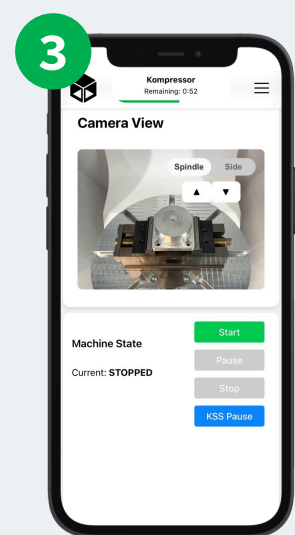 3
Kompressor
Remaining: 0:52
Camera View
Spindle Side
▲ ▼
Start
Machine State
Pause
Current: STOPPED
Stop
KSS Pause